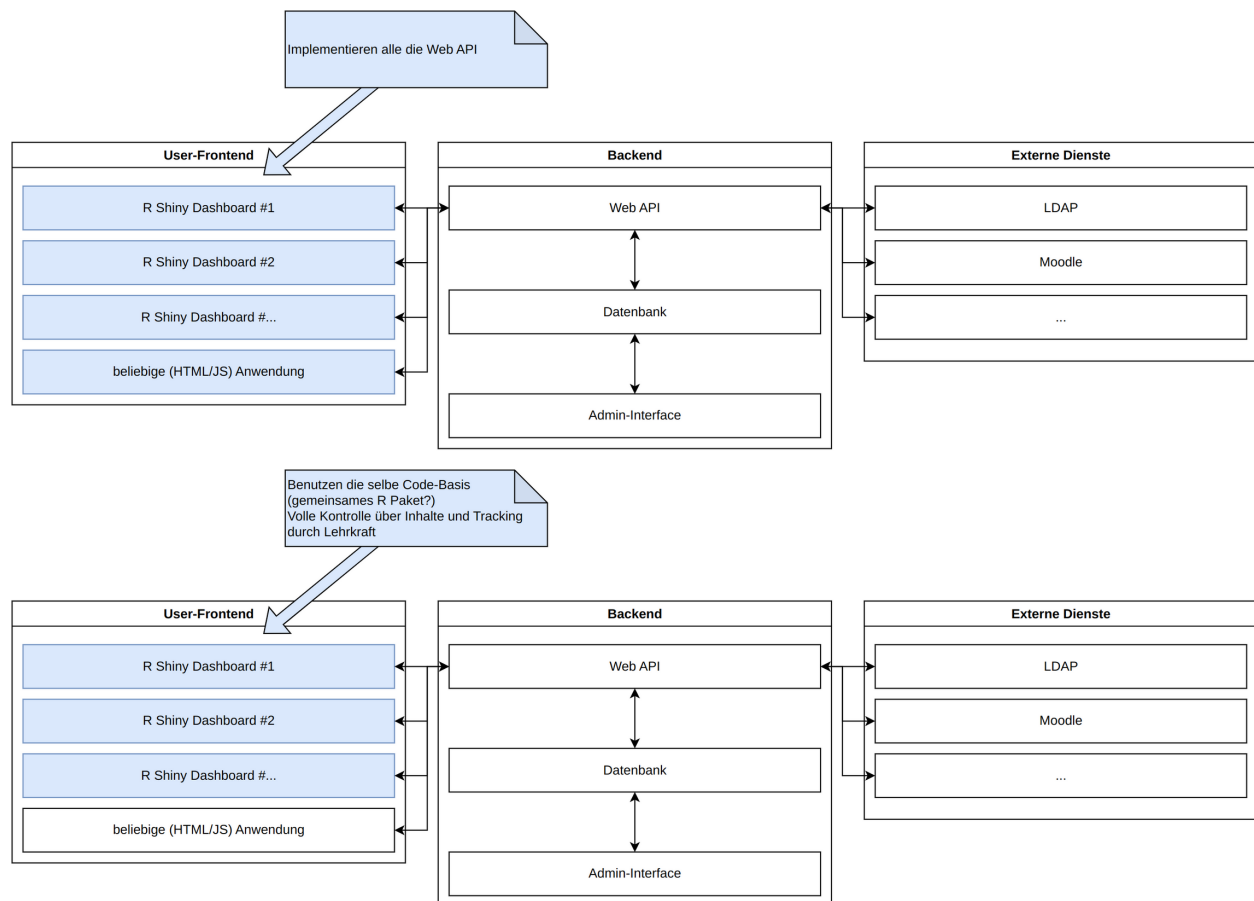 Implementieren alle die Web API
User-Frontend
R Shiny Dashboard #1
R Shiny Dashboard #2
R Shiny Dashboard #...
beliebige (HTML/JS) Anwendung
Backend
Web API
Datenbank
Admin-Interface
Externe Dienste
LDAP
Moodle
...
Benutzen die selbe Code-Basis
(gemeinsames R Paket?)
Volle Kontrolle über Inhalte und Tracking
durch Lehrkraft
User-Frontend
R Shiny Dashboard #1
R Shiny Dashboard #2
R Shiny Dashboard #...
beliebige (HTML/JS) Anwendung
Backend
Web API
Datenbank
Admin-Interface
Externe Dienste
LDAP
Moodle
...